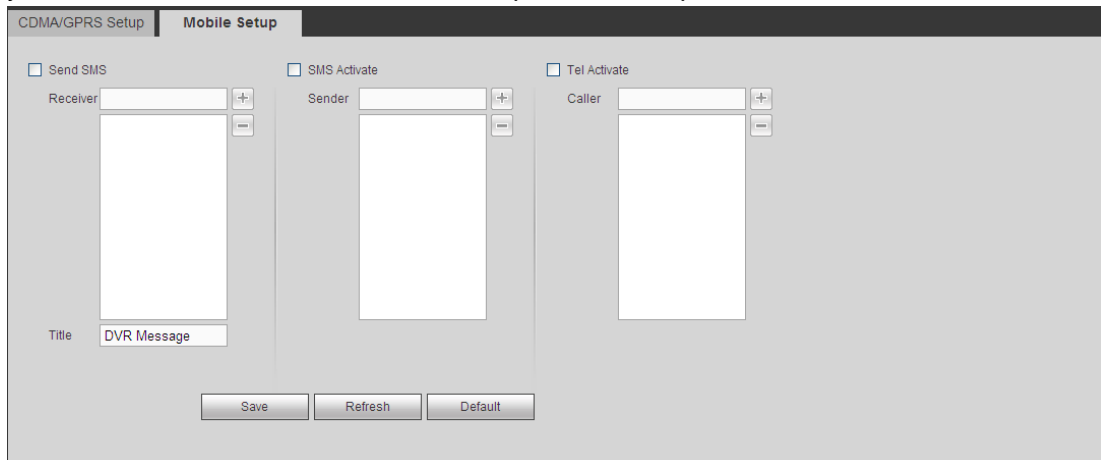 CDMA/GPRS Setup Mobile Setup
Send SMS SMS Activate Tel Activate
Receiver Sender Caller
Title DVR Message
Save Refresh Default